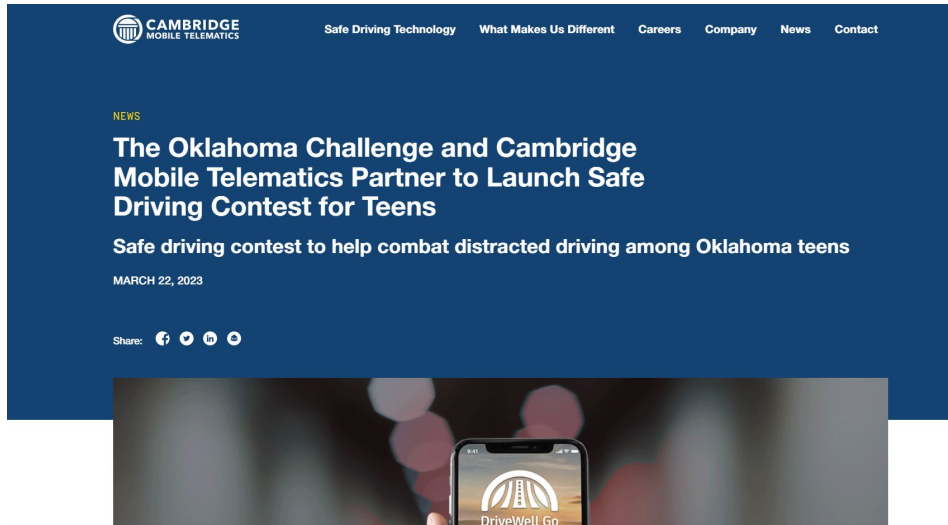 CAMBRIDGE
MOBILE TELEMATICS
Safe Driving Technology What Makes Us Different Careers Company News Contact
NEWS
The Oklahoma Challenge and Cambridge
Mobile Telematics Partner to Launch Safe
Driving Contest for Teens
Safe driving contest to help combat distracted driving among Oklahoma teens
MARCH 22, 2023
Share:
9:41
DriveWell Go